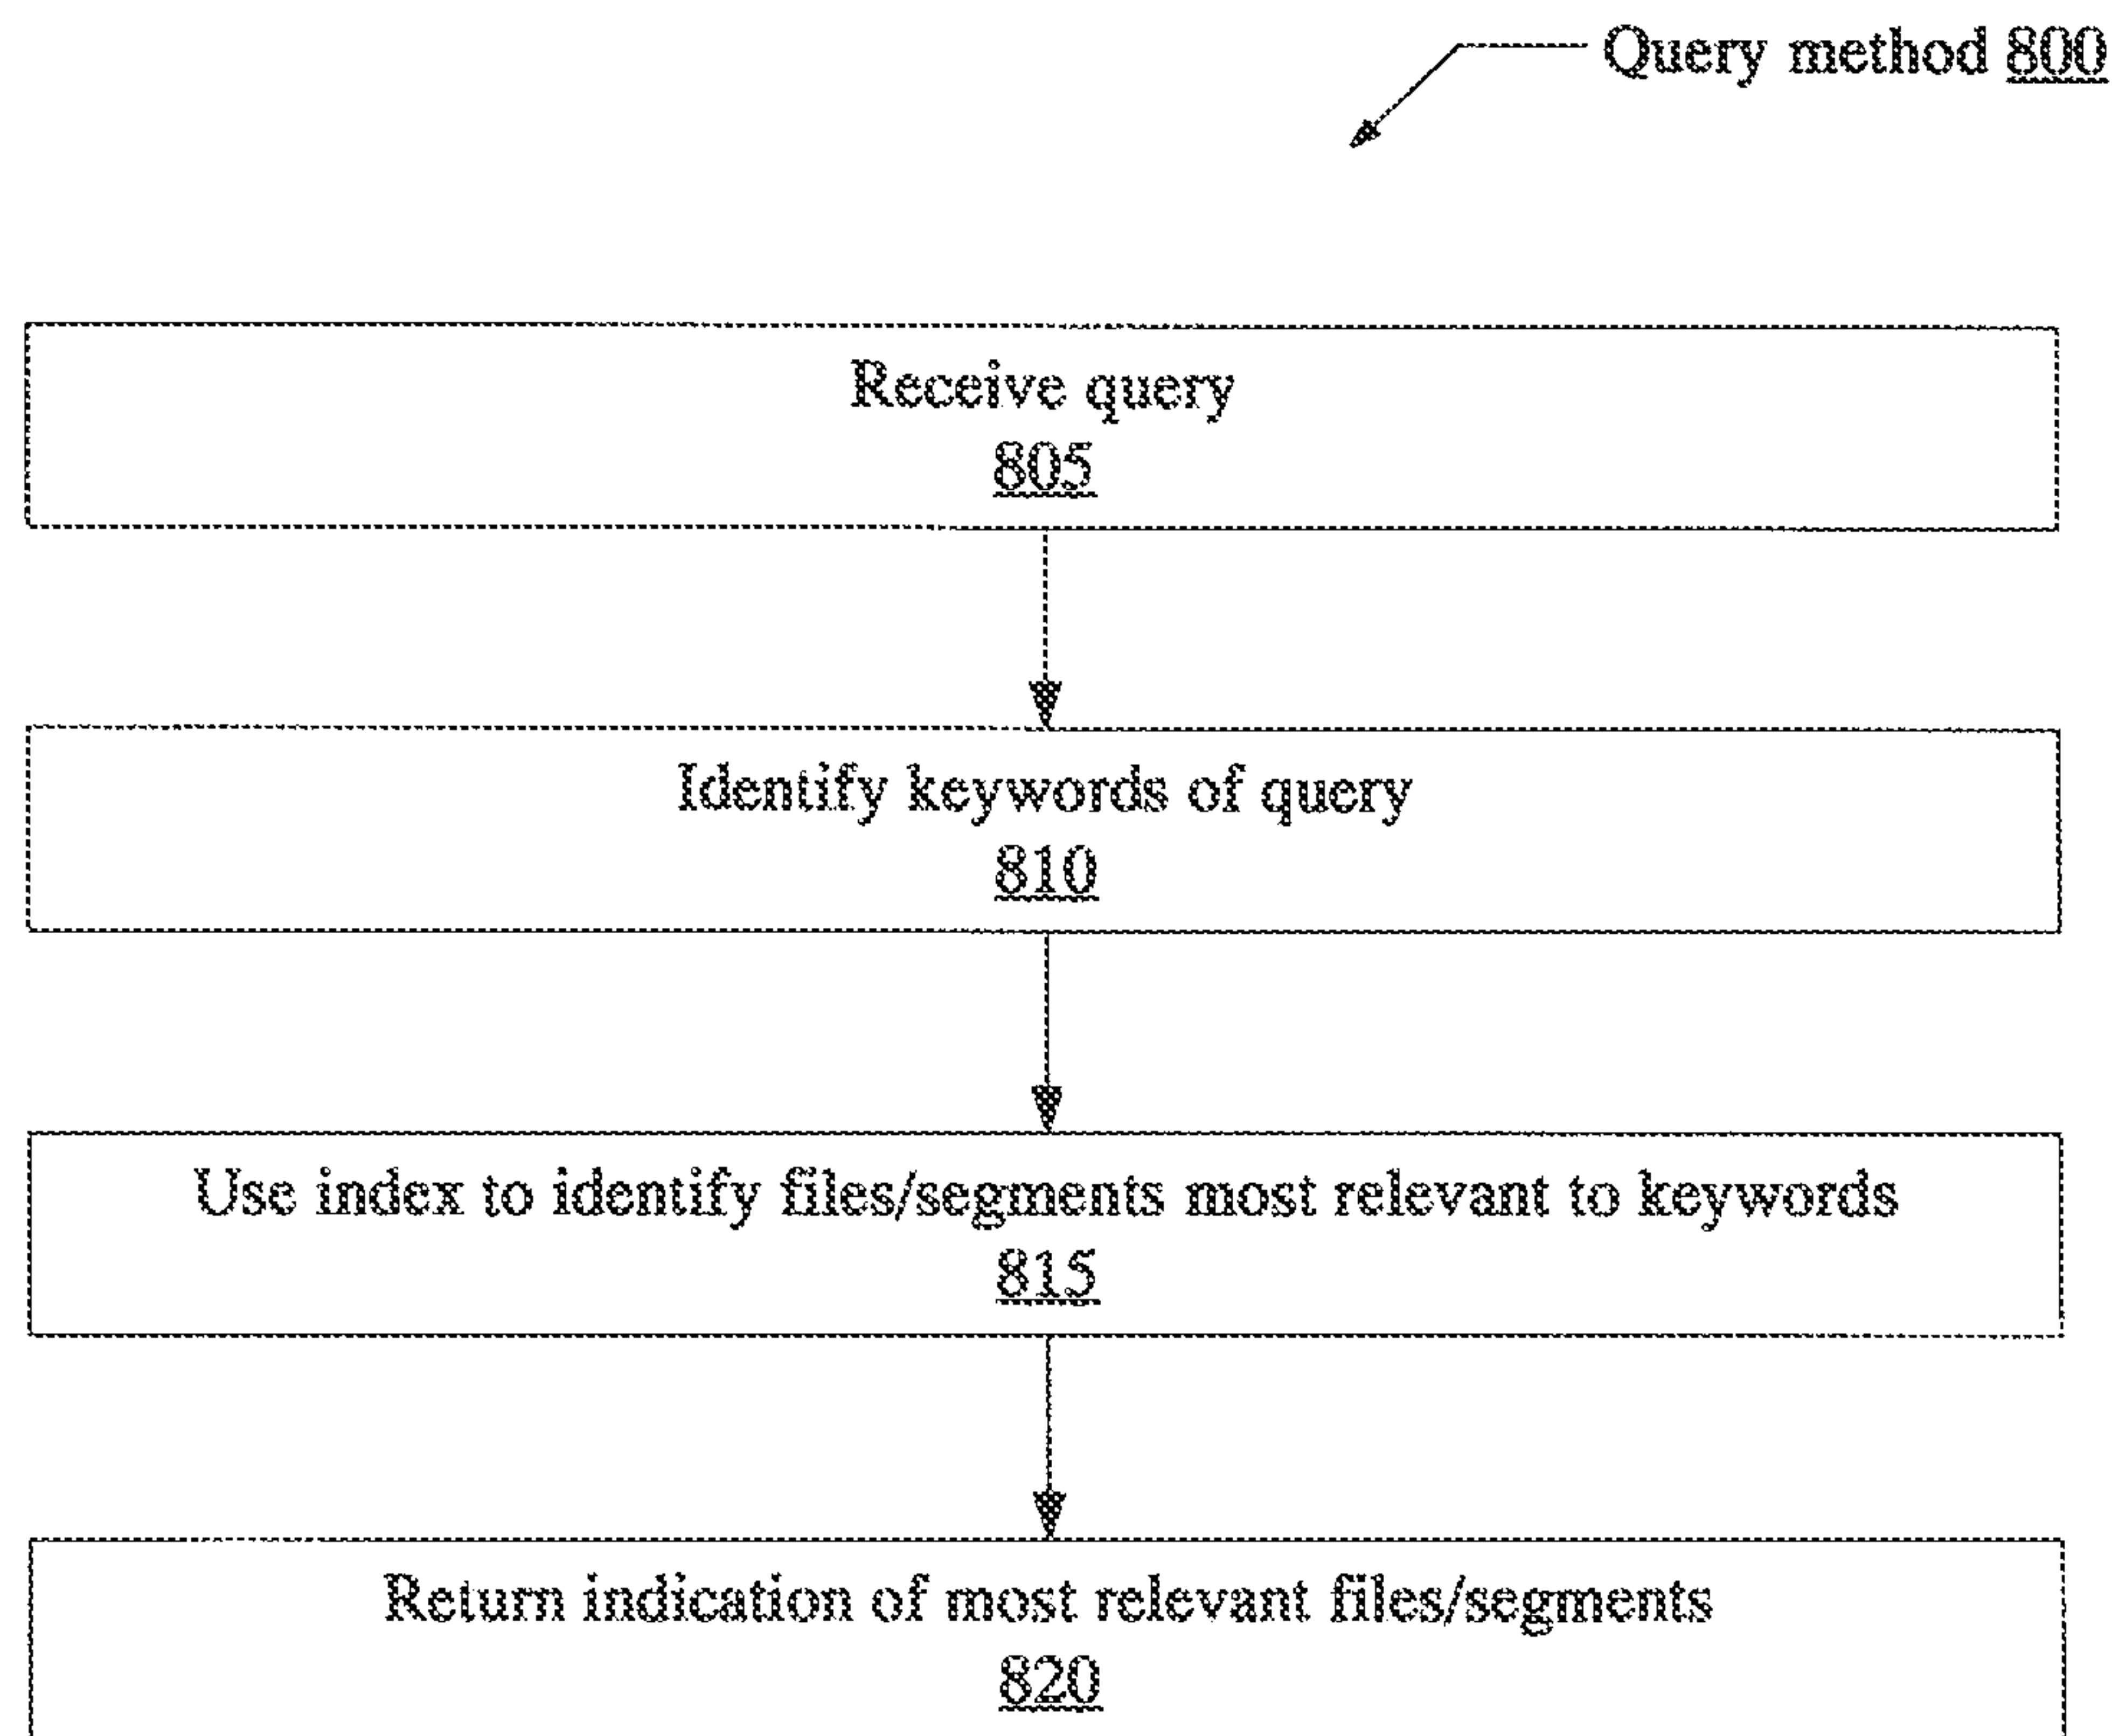 Query method 800
Receive query
805
Identify keywords of query
810
Use index to identify files/segments most relevant to keywords
815
Return indication of most relevant files/segments
820